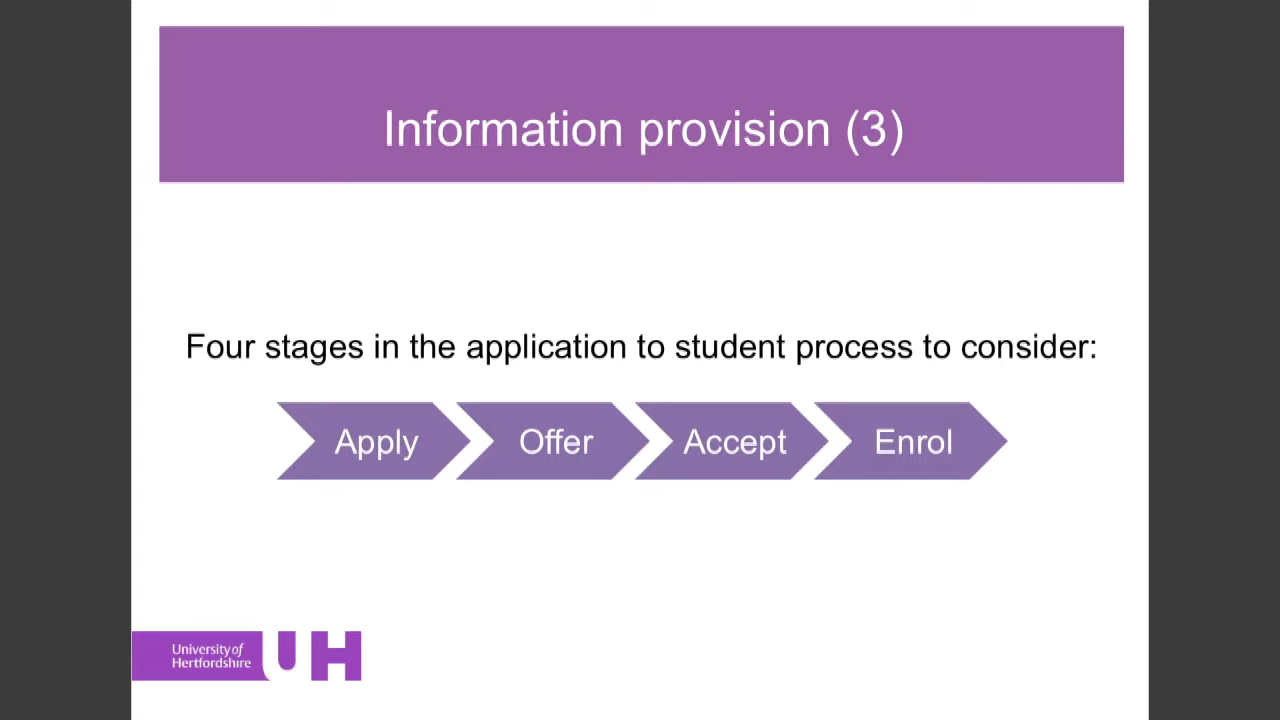 Information provision (3)
Four stages in the application to student process to consider:
Apply
Offer
Accept
Enrol
University of
Hertfordshire
UH